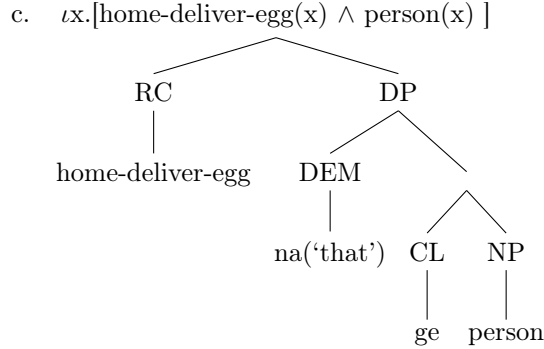 c. ιx.[home-deliver-egg(x) ∧ person(x) ]
RC DP
home-deliver-egg DEM
na(‘that’) CL NP
ge person